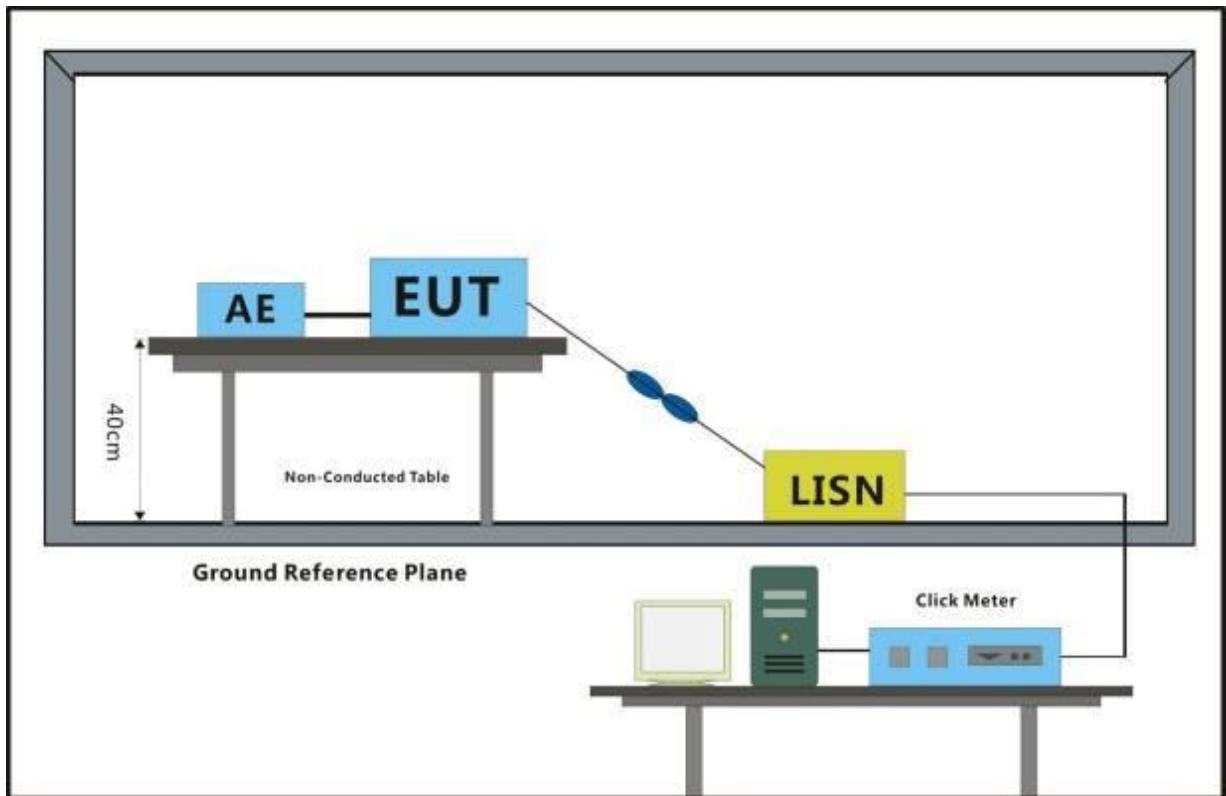 AE
EUT
40cm
Non-Conducted Table
LISN
Ground Reference Plane
Click Meter